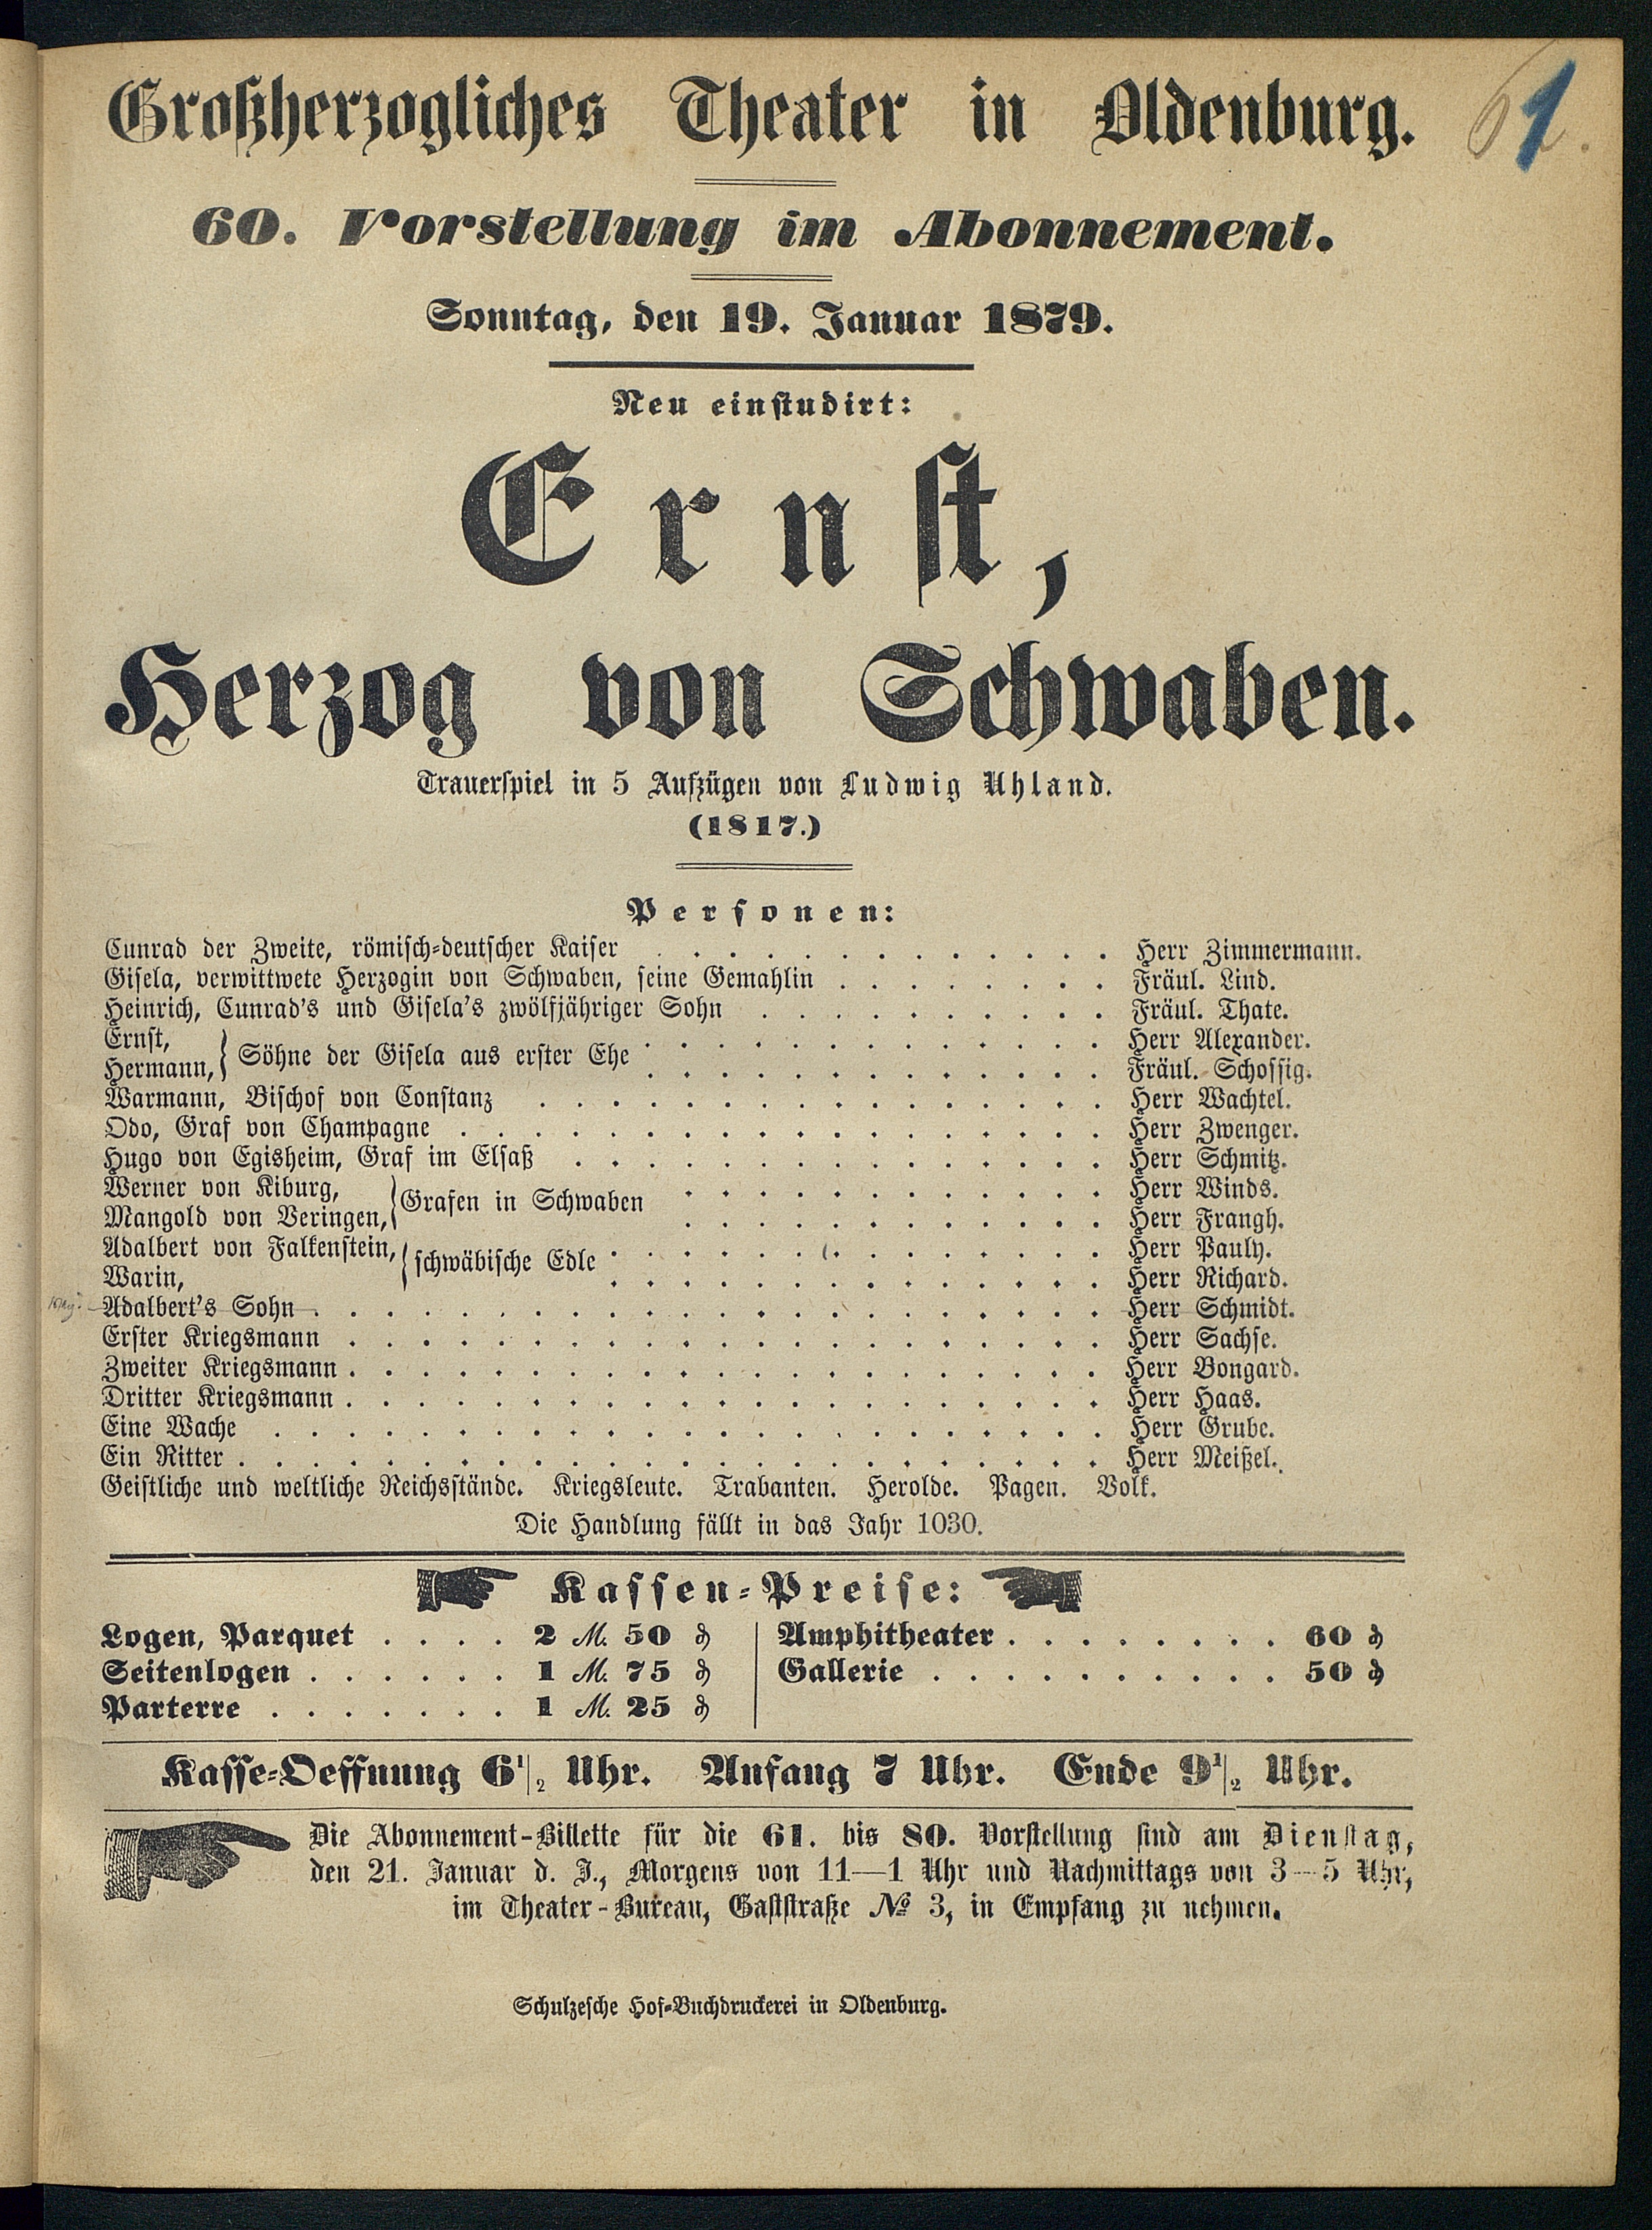 Großherzogliches Theater in Oldenburg.
60. Vorstellung im Abonnement.
Sonntag, den 19. Januar 1879.
Neu einstudirt:
Ernst,
Herzog von Schwaben.
Trauerspiel in 5 Aufzügen von Ludwig Uhland.
(1817.)
Personen:
Cunrad der Zweite, römisch-deutscher Kaiser . . . . . . . . . . . . Herr Zimmermann.
Gisela, verwittwete Herzogin von Schwaben, seine Gemahlin . . . . . . . . Fräul. Lind.
Heinrich, Cunrad's und Gisela's zwölfjähriger Sohn . . . . . . . . . . Fräul. Thate.
Ernst, } Söhne der Gisela aus erster Ehe . . . . . . . . . . . . . Herr Alexander.
Hermann, } . . . . . . . . . . . . . Fräul. Schossig.
Warmann, Bischof von Constanz . . . . . . . . . . . . . . . . Herr Wachtel.
Odo, Graf von Champagne . . . . . . . . . . . . . . . . . . Herr Zwenger.
Hugo von Egisheim, Graf im Elsaß . . . . . . . . . . . . . . . Herr Schmitz.
Werner von Kiburg, } Grafen in Schwaben . . . . . . . . . . . . Herr Winds.
Mangold von Veringen, } . . . . . . . . . . . . Herr Frangh.
Adalbert von Falkenstein, } schwäbische Edle . . . . . . . . . . . . . . Herr Pauly.
Warin, } . . . . . . . . . . . . . . Herr Richard.
Adalbert's Sohn . . . . . . . . . . . . . . . . . . . . . . Herr Schmidt.
Erster Kriegsmann . . . . . . . . . . . . . . . . . . . . . Herr Sachse.
Zweiter Kriegsmann . . . . . . . . . . . . . . . . . . . . . Herr Bongard.
Dritter Kriegsmann . . . . . . . . . . . . . . . . . . . . . Herr Haas.
Eine Wache . . . . . . . . . . . . . . . . . . . . . . . Herr Grube.
Ein Ritter . . . . . . . . . . . . . . . . . . . . . . . . Herr Meißel.
Geistliche und weltliche Reichsstände. Kriegsleute. Trabanten. Herolde. Pagen. Volk.
Die Handlung fällt in das Jahr 1030.
Kassen-Preise:
Logen, Parquet . . . . 2 M. 50 ₰
Seitenlogen . . . . . . 1 M. 75 ₰
Parterre . . . . . . . 1 M. 25 ₰
Amphitheater . . . . . . . . 60 ₰
Gallerie . . . . . . . . . . 50 ₰
Kasse-Oeffnung 6 1/2 Uhr. Anfang 7 Uhr. Ende 9 1/2 Uhr.
Die Abonnement-Billette für die 61. bis 80. Vorstellung sind am Dienstag,
den 21. Januar d. J., Morgens von 11—1 Uhr und Nachmittags von 3—5 Uhr,
im Theater-Bureau, Gaststraße № 3, in Empfang zu nehmen.
Schulzesche Hof-Buchdruckerei in Oldenburg.